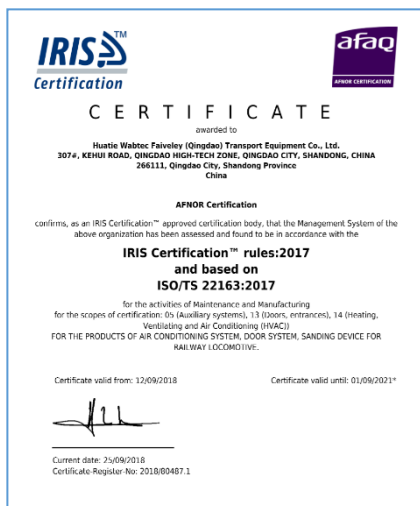 IRIS™
Certification
afaq
AFNOR CERTIFICATION
CERTIFICATE
awarded to
Huatie Wabtec Faiveley (Qingdao) Transport Equipment Co., Ltd.
307#, KEHUI ROAD, QINGDAO HIGH-TECH ZONE, QINGDAO CITY, SHANDONG, CHINA
266111, Qingdao City, Shandong Province
China
AFNOR Certification
confirms, as an IRIS Certification™ approved certification body, that the Management System of the
above organization has been assessed and found to be in accordance with the
IRIS Certification™ rules:2017
and based on
ISO/TS 22163:2017
for the activities of Maintenance and Manufacturing
for the scopes of certification: 05 (Auxiliary systems), 13 (Doors, entrances), 14 (Heating,
Ventilating and Air Conditioning (HVAC))
FOR THE PRODUCTS OF AIR CONDITIONING SYSTEM, DOOR SYSTEM, SANDING DEVICE FOR
RAILWAY LOCOMOTIVE.
Certificate valid from: 12/09/2018 Certificate valid until: 01/09/2021*
Current date: 25/09/2018
Certificate-Register-No: 2018/80487.1